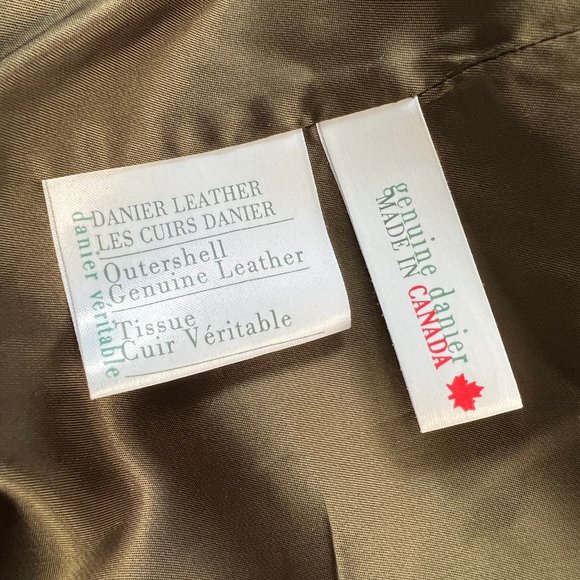 danier véritable
DANIER LEATHER
LES CUIRS DANIER
Outershell
Genuine Leather
Tissue
Cuir Véritable
genuine danier
MADE IN CANADA